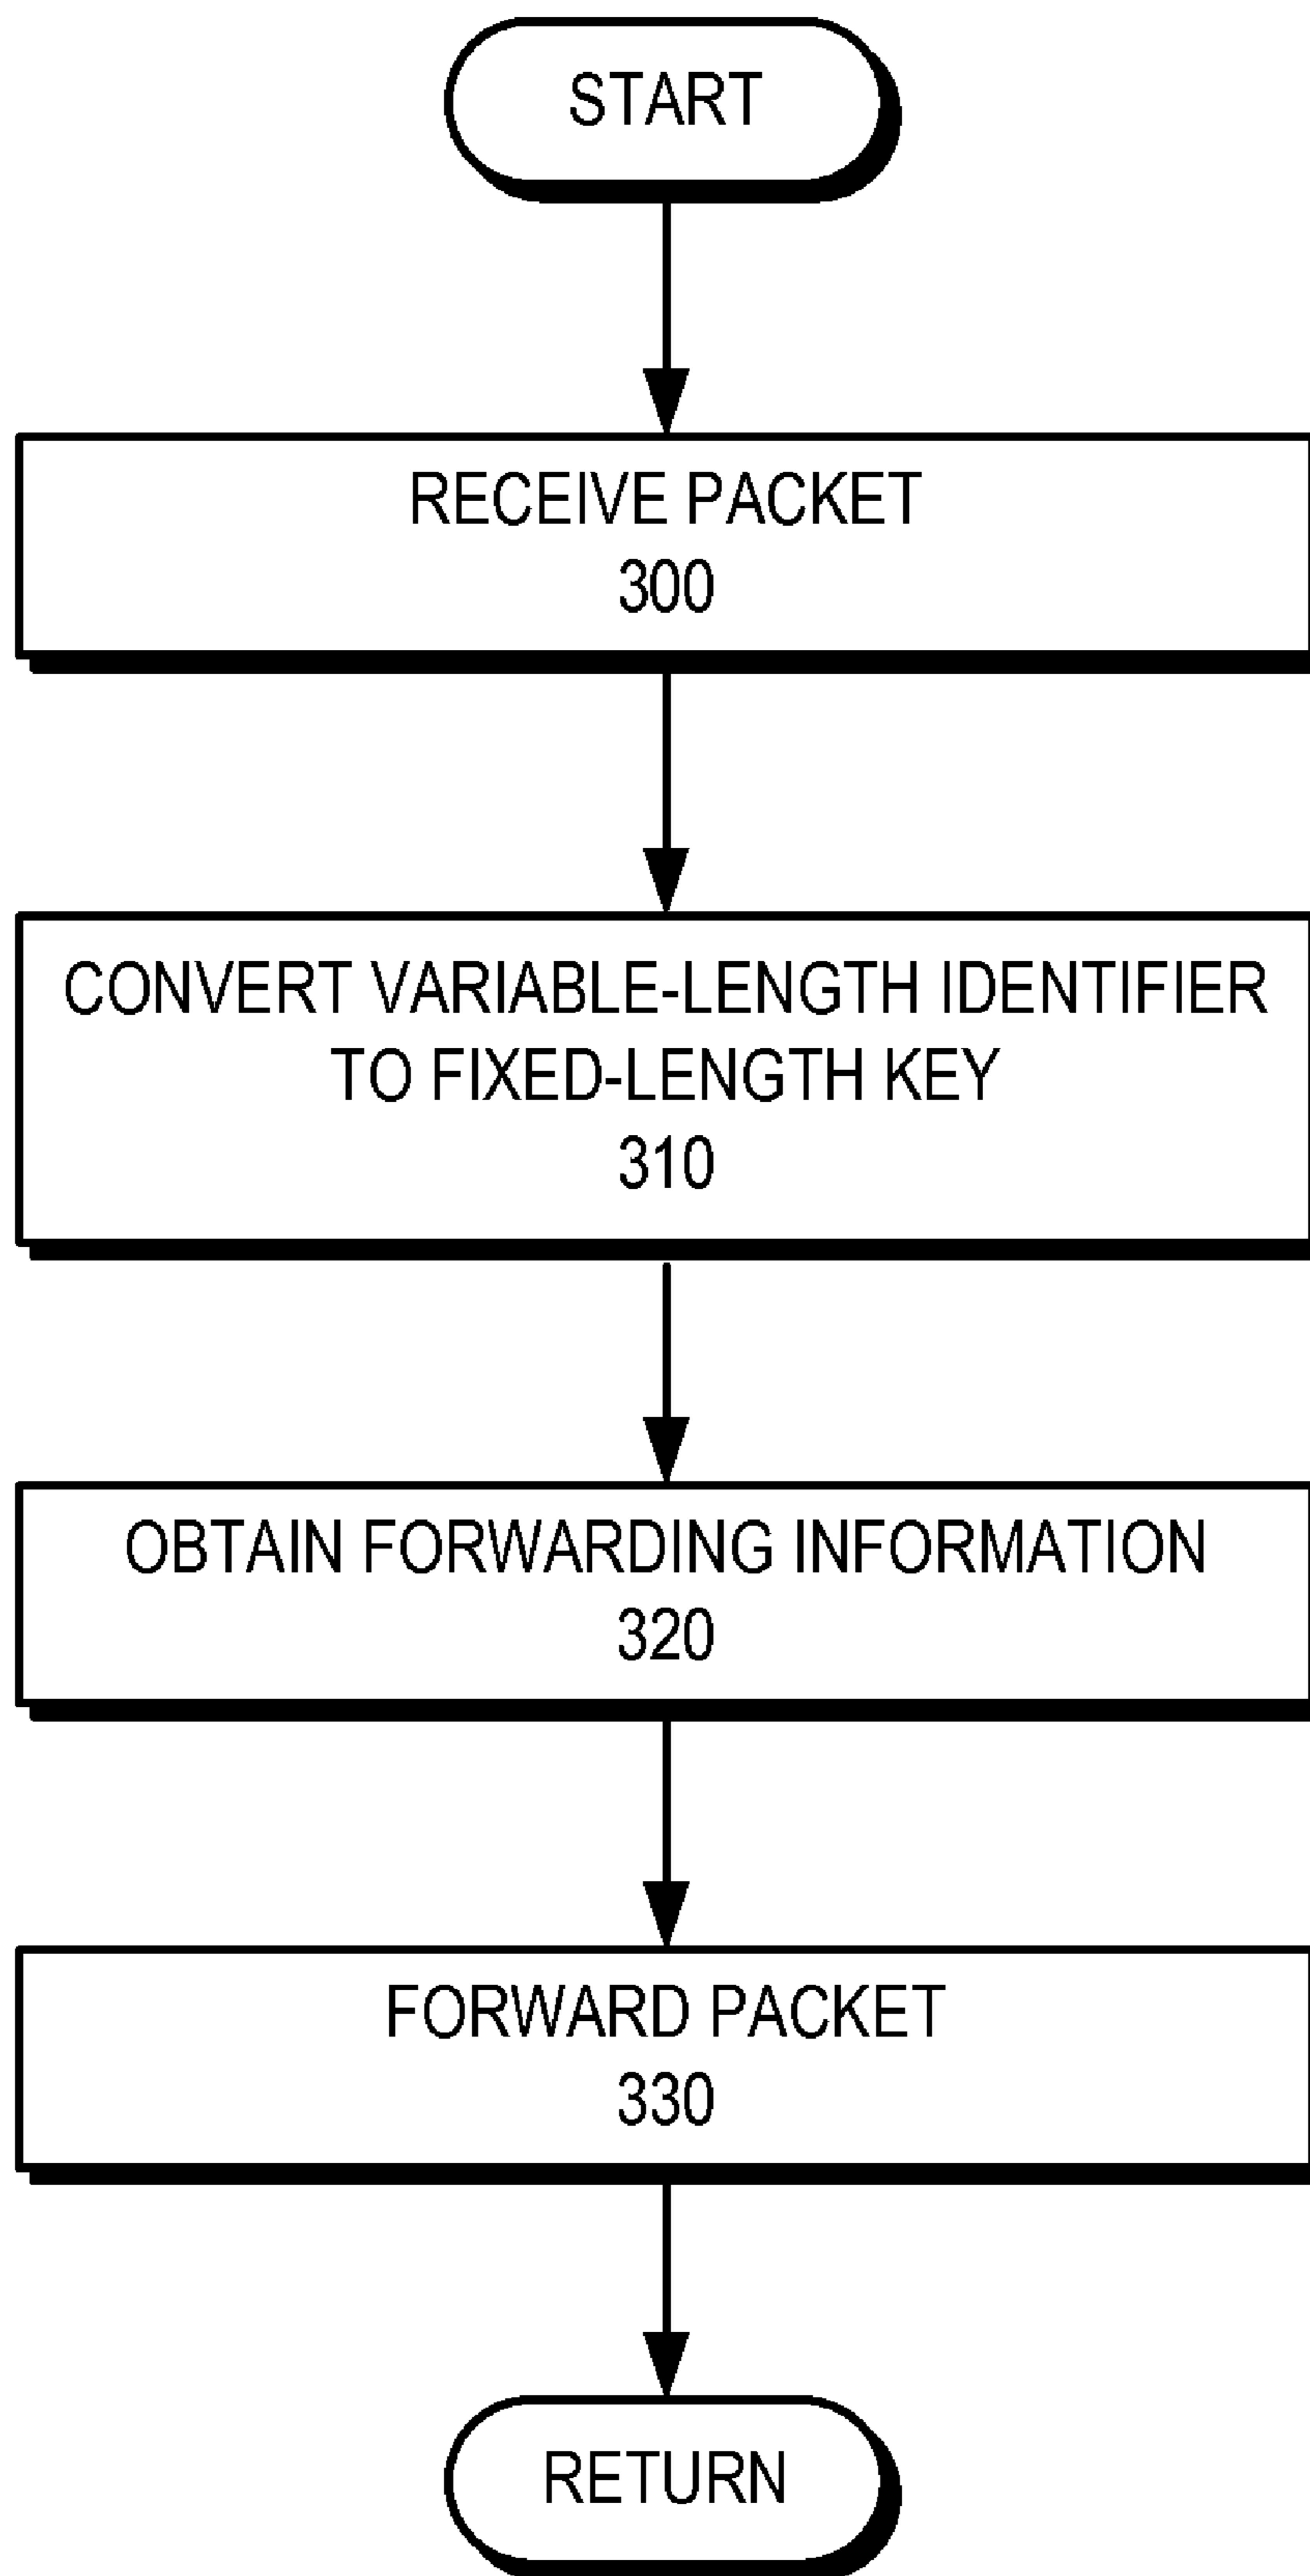 START
RECEIVE PACKET
300
CONVERT VARIABLE-LENGTH IDENTIFIER
TO FIXED-LENGTH KEY
310
OBTAIN FORWARDING INFORMATION
320
FORWARD PACKET
330
RETURN